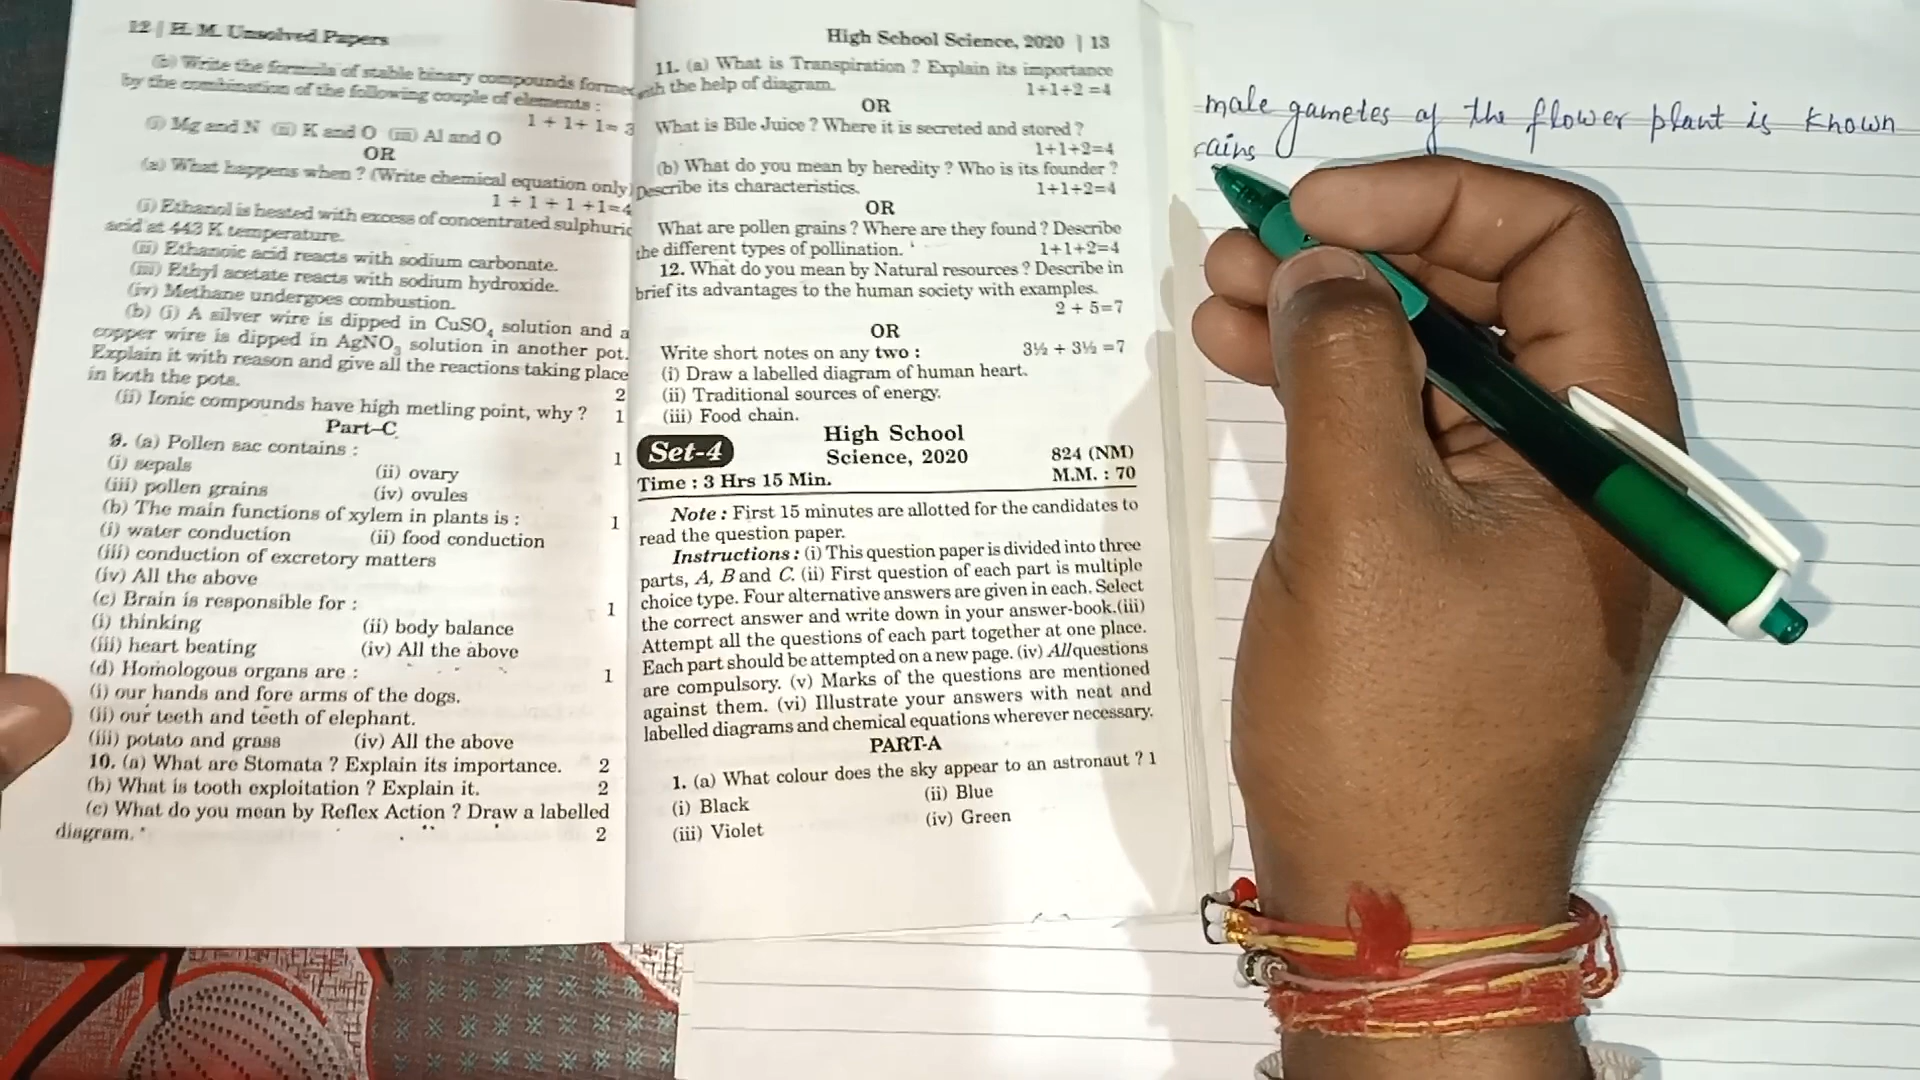 12 | H. M. Unsolved Papers
(b) Write the formula of stable binary compounds formed
by the combination of the following couple of elements :
1 + 1 + 1 = 3
(i) Mg and N (ii) K and O (iii) Al and O
OR
(a) What happens when ? (Write chemical equation only)
1 + 1 + 1 +1=4
(i) Ethanol is heated with excess of concentrated sulphuric
acid at 443 K temperature.
(ii) Ethanoic acid reacts with sodium carbonate.
(iii) Ethyl acetate reacts with sodium hydroxide.
(iv) Methane undergoes combustion.
(b) (i) A silver wire is dipped in CuSO₄ solution and a
copper wire is dipped in AgNO₃ solution in another pot.
Explain it with reason and give all the reactions taking place
in both the pots. 2
(ii) Ionic compounds have high metling point, why ? 1
Part–C
9. (a) Pollen sac contains : 1
(i) sepals (ii) ovary
(iii) pollen grains (iv) ovules
(b) The main functions of xylem in plants is : 1
(i) water conduction (ii) food conduction
(iii) conduction of excretory matters
(iv) All the above
(c) Brain is responsible for : 1
(i) thinking (ii) body balance
(iii) heart beating (iv) All the above
(d) Homologous organs are : 1
(i) our hands and fore arms of the dogs.
(ii) our teeth and teeth of elephant.
(iii) potato and grass (iv) All the above
10. (a) What are Stomata ? Explain its importance. 2
(b) What is tooth exploitation ? Explain it. 2
(c) What do you mean by Reflex Action ? Draw a labelled
diagram. 2
High School Science, 2020 | 13
11. (a) What is Transpiration ? Explain its importance
with the help of diagram. 1+1+2 =4
OR
What is Bile Juice ? Where it is secreted and stored ?
1+1+2=4
(b) What do you mean by heredity ? Who is its founder ?
Describe its characteristics. 1+1+2=4
OR
What are pollen grains ? Where are they found ? Describe
the different types of pollination. 1+1+2=4
12. What do you mean by Natural resources ? Describe in
brief its advantages to the human society with examples.
2 + 5=7
OR
Write short notes on any two : 3½ + 3½ =7
(i) Draw a labelled diagram of human heart.
(ii) Traditional sources of energy.
(iii) Food chain.
Set-4 High School 824 (NM)
Science, 2020
Time : 3 Hrs 15 Min. M.M. : 70
Note : First 15 minutes are allotted for the candidates to
read the question paper.
Instructions : (i) This question paper is divided into three
parts, A, B and C. (ii) First question of each part is multiple
choice type. Four alternative answers are given in each. Select
the correct answer and write down in your answer-book.(iii)
Attempt all the questions of each part together at one place.
Each part should be attempted on a new page. (iv) All questions
are compulsory. (v) Marks of the questions are mentioned
against them. (vi) Illustrate your answers with neat and
labelled diagrams and chemical equations wherever necessary.
PART-A
1. (a) What colour does the sky appear to an astronaut ? 1
(i) Black (ii) Blue
(iii) Violet (iv) Green
male gametes of the flower plant is known
rains